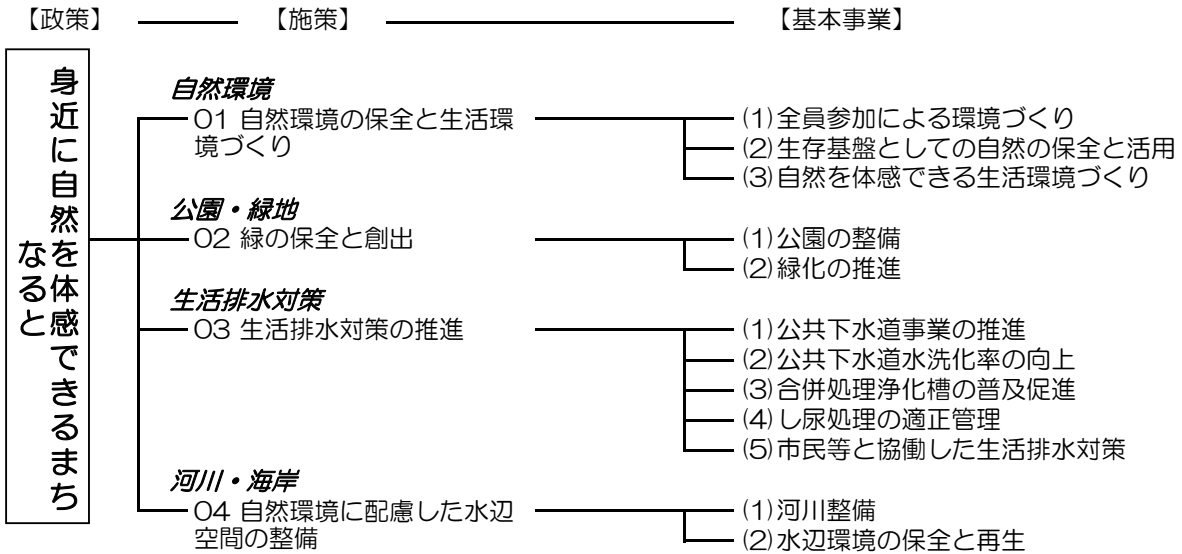 【政策】 【施策】 【基本事業】
身近に自然を体感できるまち
なると
自然環境
01 自然環境の保全と生活環
境づくり
(1)全員参加による環境づくり
(2)生存基盤としての自然の保全と活用
(3)自然を体感できる生活環境づくり
公園・緑地
02 緑の保全と創出
(1)公園の整備
(2)緑化の推進
生活排水対策
03 生活排水対策の推進
(1)公共下水道事業の推進
(2)公共下水道水洗化率の向上
(3)合併処理浄化槽の普及促進
(4)し尿処理の適正管理
(5)市民等と協働した生活排水対策
河川・海岸
04 自然環境に配慮した水辺
空間の整備
(1)河川整備
(2)水辺環境の保全と再生